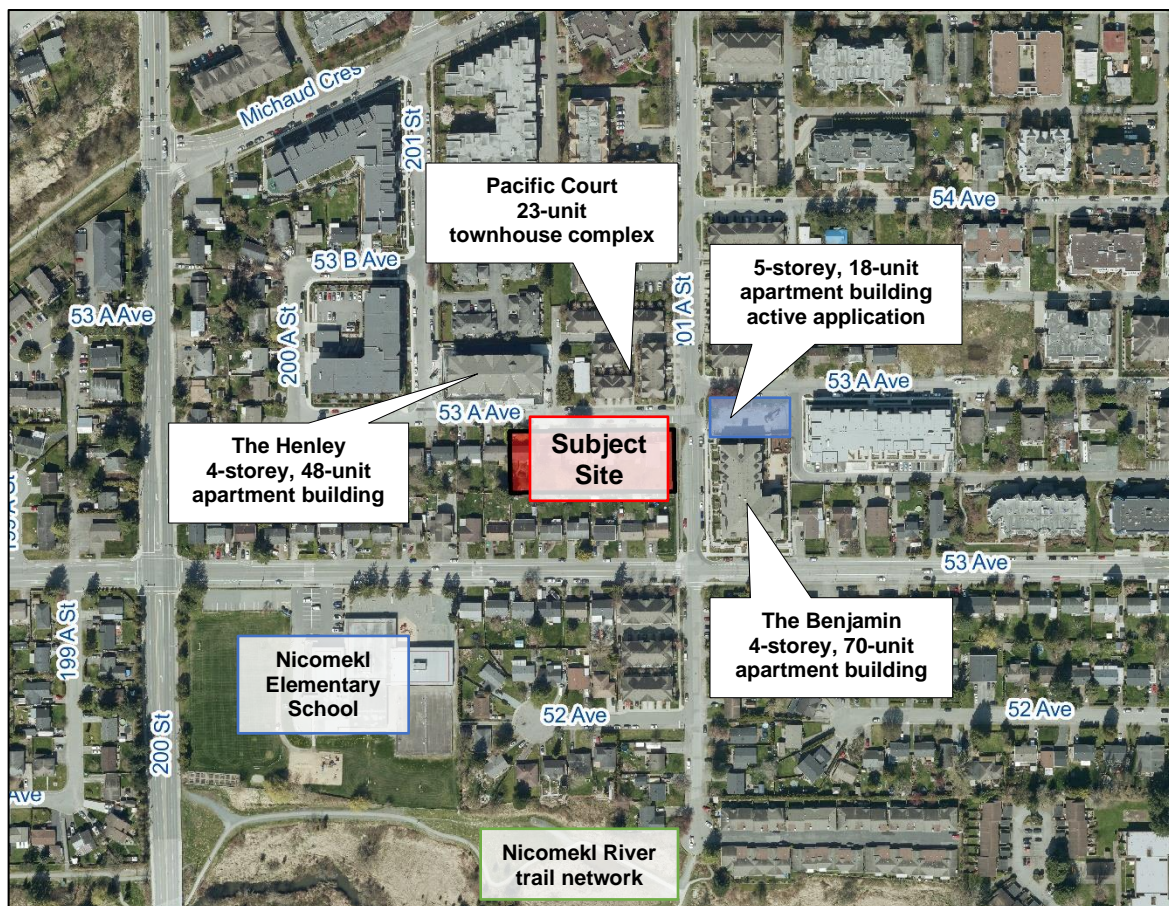 Michaud Cres
201 St
Pacific Court
23-unit
townhouse complex
54 Ave
53 B Ave
5-storey, 18-unit
apartment building
active application
53 A Ave
200 A St
01 A St
53 A Ave
53 A Ave
The Henley
4-storey, 48-unit
apartment building
Subject
Site
53 Ave
The Benjamin
4-storey, 70-unit
apartment building
199 A St
Nicomekl
Elementary
School
52 Ave
52 Ave
200 St
Ave
Nicomekl River
trail network